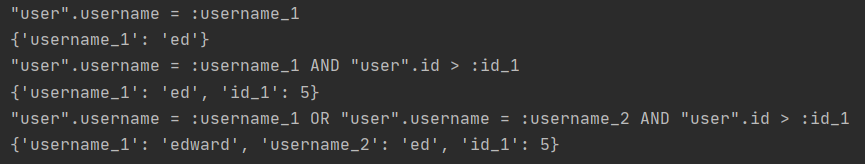 "user".username = :username_1
{'username_1': 'ed'}
"user".username = :username_1 AND "user".id > :id_1
{'username_1': 'ed', 'id_1': 5}
"user".username = :username_1 OR "user".username = :username_2 AND "user".id > :id_1
{'username_1': 'edward', 'username_2': 'ed', 'id_1': 5}